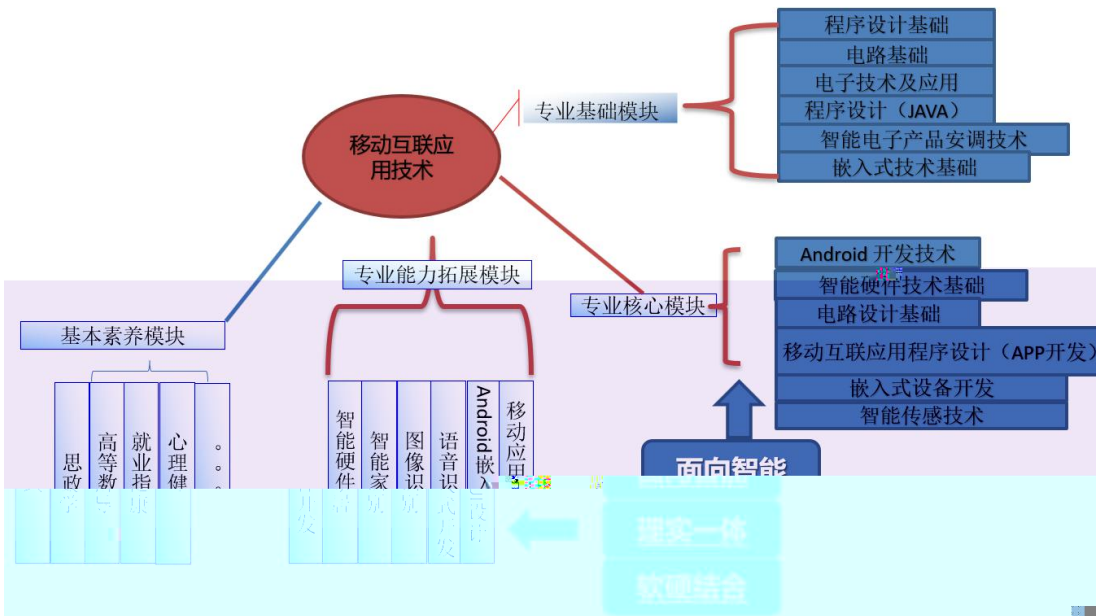 移动互联应
用技术
专业基础模块
程序设计基础
电路基础
电子技术及应用
程序设计（JAVA）
智能电子产品安调技术
嵌入式技术基础
专业核心模块
Android 开发技术
智能硬件技术基础
电路设计基础
移动互联应用程序设计（APP开发）
嵌入式设备开发
智能传感技术
专业能力拓展模块
智能硬件
智能家
图像识别
语音识
Android嵌入式开发
移动应用
设计
开发
基本素养模块
思政
高等数
就业指
心理健
。。。
面向智能
理实一体
软硬结合